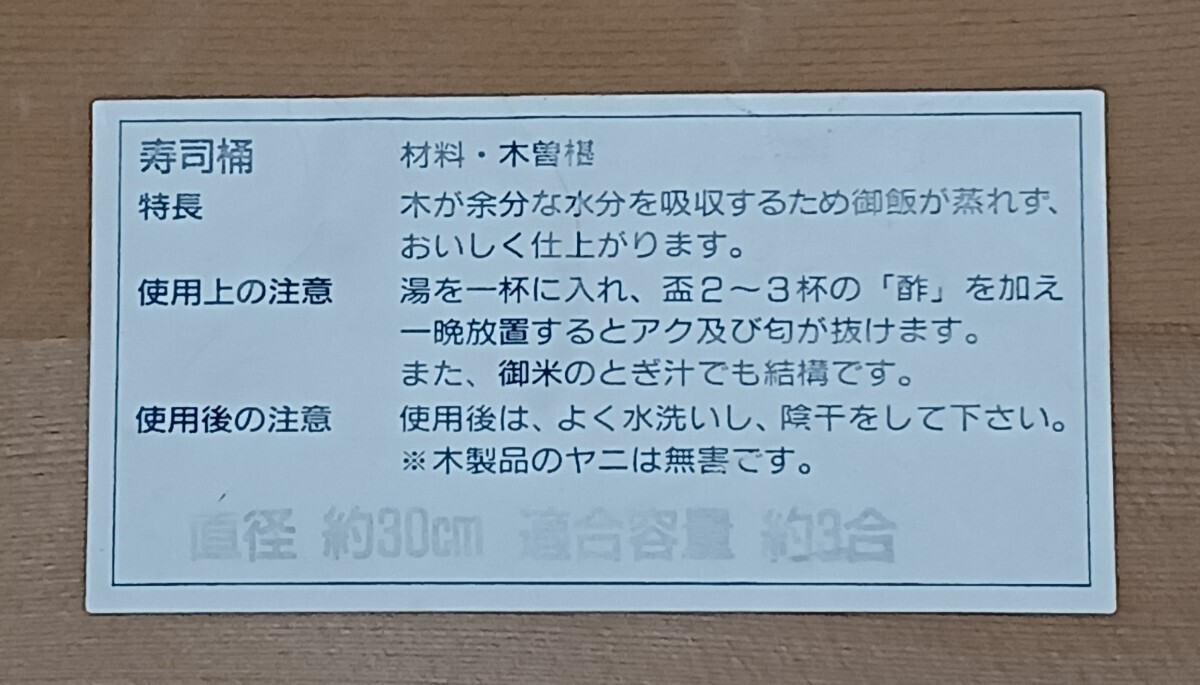 寿司桶 材料・木曽椹
特長 木が余分な水分を吸収するため御飯が蒸れず、
おいしく仕上がります。
使用上の注意 湯を一杯に入れ、盃2〜3杯の「酢」を加え
一晩放置するとアク及び匂が抜けます。
また、御米のとぎ汁でも結構です。
使用後の注意 使用後は、よく水洗いし、陰干をして下さい。
※木製品のヤニは無害です。
直径 約30cm 適合容量 約3合